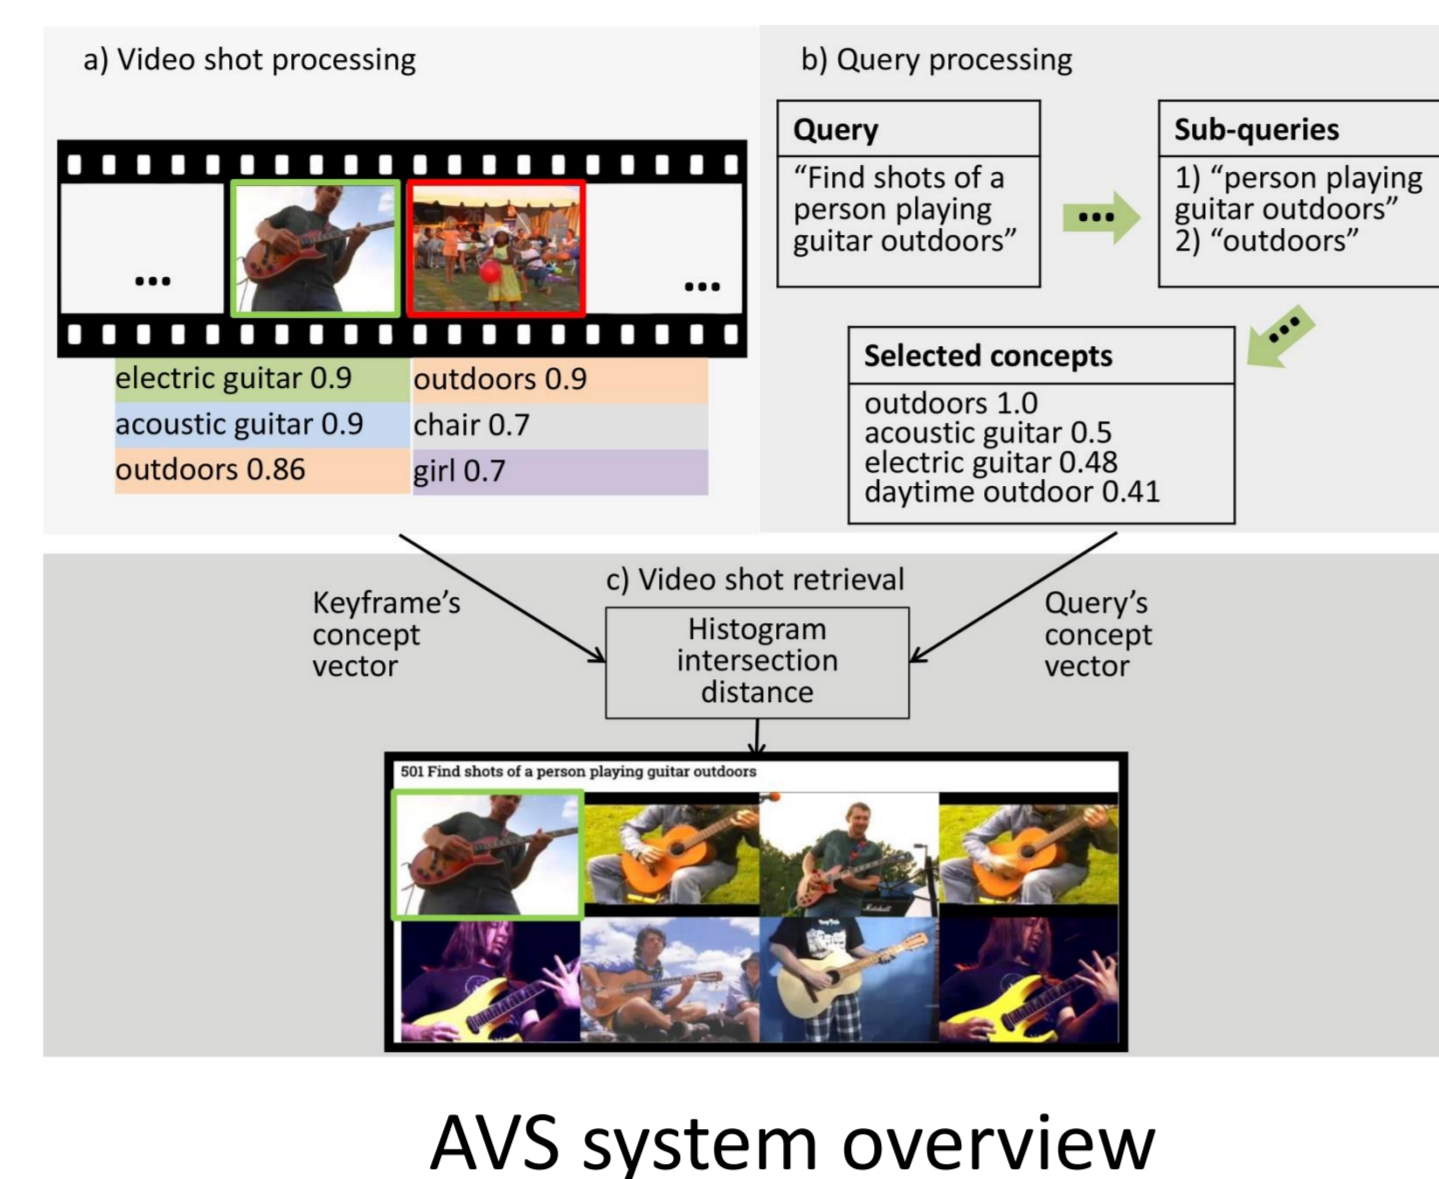 a) Video shot processing
...
...
electric guitar 0.9
acoustic guitar 0.9
outdoors 0.86
outdoors 0.9
chair 0.7
girl 0.7
b) Query processing
Query
“Find shots of a
person playing
guitar outdoors”
...
Sub-queries
1) “person playing
guitar outdoors”
2) “outdoors”
...
Selected concepts
outdoors 1.0
acoustic guitar 0.5
electric guitar 0.48
daytime outdoor 0.41
c) Video shot retrieval
Keyframe’s
concept
vector
Histogram
intersection
distance
Query’s
concept
vector
501 Find shots of a person playing guitar outdoors
Marshall
AVS system overview